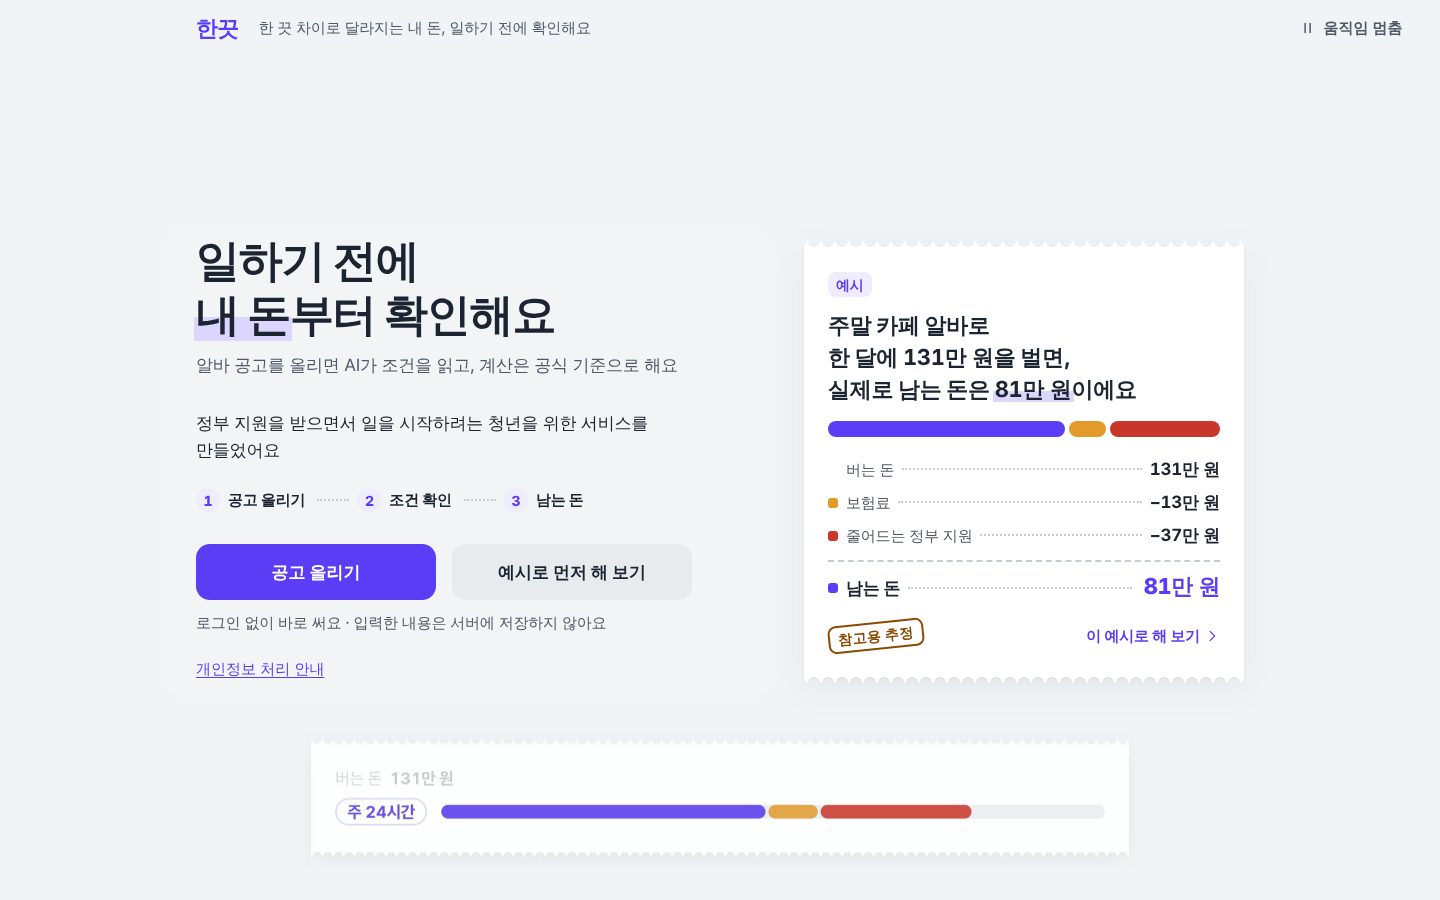 한끗
한 끗 차이로 달라지는 내 돈, 일하기 전에 확인해요
움직임 멈춤
일하기 전에
내 돈부터 확인해요
알바 공고를 올리면 AI가 조건을 읽고, 계산은 공식 기준으로 해요
정부 지원을 받으면서 일을 시작하려는 청년을 위한 서비스를
만들었어요
1 공고 올리기 2 조건 확인 3 남는 돈
공고 올리기
예시로 먼저 해 보기
로그인 없이 바로 써요 · 입력한 내용은 서버에 저장하지 않아요
개인정보 처리 안내
예시
주말 카페 알바로
한 달에 131만 원을 벌면,
실제로 남는 돈은 81만 원이에요
버는 돈 131만 원
보험료 −13만 원
줄어드는 정부 지원 −37만 원
남는 돈 81만 원
참고용 추정
이 예시로 해 보기
버는 돈 131만 원
주 24시간